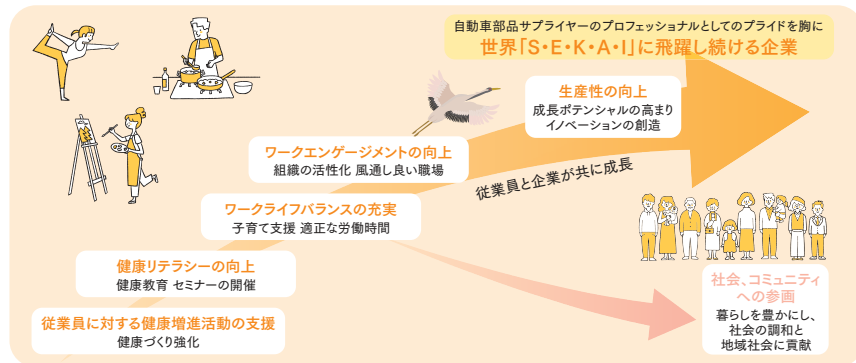 自動車部品サプライヤーのプロフェッショナルとしてのプライドを胸に
世界「S・E・K・A・I」に飛躍し続ける企業
生産性の向上
成長ポテンシャルの高まり
イノベーションの創造
ワークエンゲージメントの向上
組織の活性化 風通し良い職場
従業員と企業が共に成長
ワークライフバランスの充実
子育て支援 適正な労働時間
健康リテラシーの向上
健康教育 セミナーの開催
従業員に対する健康増進活動の支援
健康づくり強化
社会、コミュニティ
への参画
暮らしを豊かにし、
社会の調和と
地域社会に貢献